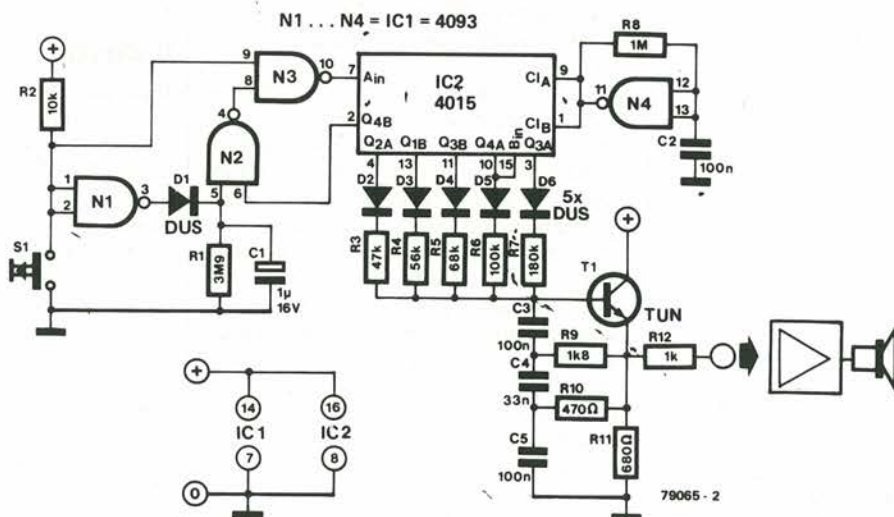 N1 . . . N4 = IC1 = 4093
R2
10k
S1
1
2
N1
3
D1
DUS
R1
3M9
C1
1µ
16V
4
N2
5
6
9
8
N3
10
7
Ain
IC2
4015
2
Q4B
Q2A
Q1B
Q3B
Q4A
Bin
Q3A
ClA
9
ClB
1
4
13
11
10
15
3
R8
1M
11
N4
12
13
C2
100n
D2
D3
D4
D5
D6
5x
DUS
R3
47k
R4
56k
R5
68k
R6
100k
R7
180k
T1
TUN
C3
100n
R9
1k8
R12
1k
C4
33n
R10
470Ω
C5
100n
R11
680Ω
+
14
IC1
7
16
IC2
8
0
79065 - 2